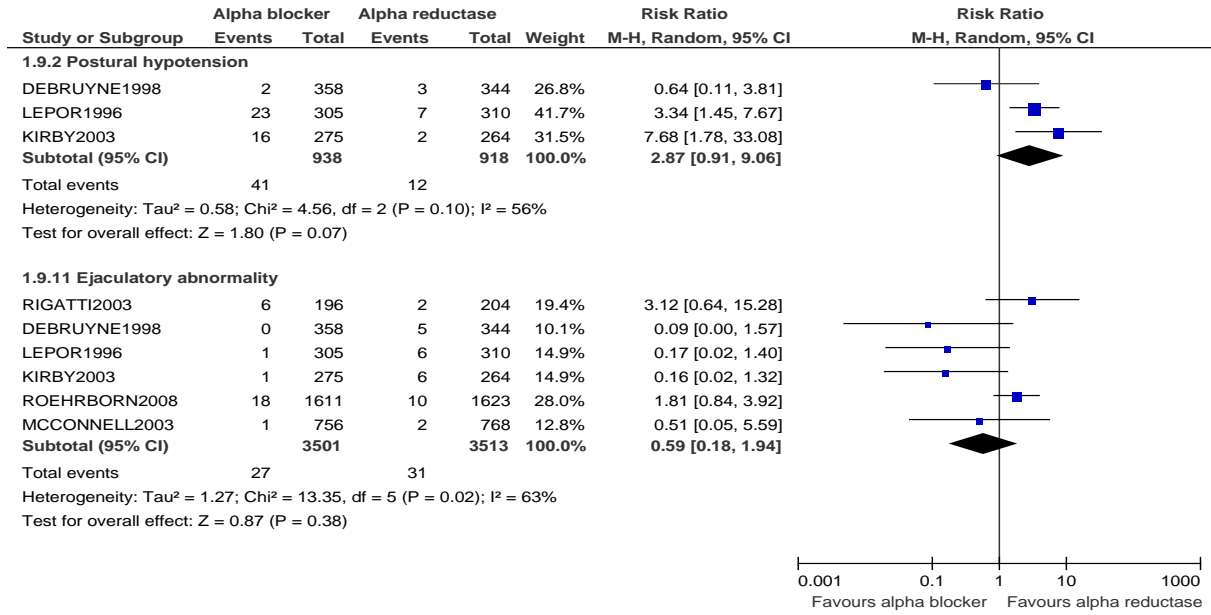 Alpha blocker Alpha reductase Risk Ratio Risk Ratio
Study or Subgroup Events Total Events Total Weight M-H, Random, 95% CI M-H, Random, 95% CI
1.9.2 Postural hypotension
DEBRUYNE1998 2 358 3 344 26.8% 0.64 [0.11, 3.81]
LEPOR1996 23 305 7 310 41.7% 3.34 [1.45, 7.67]
KIRBY2003 16 275 2 264 31.5% 7.68 [1.78, 33.08]
Subtotal (95% CI) 938 918 100.0% 2.87 [0.91, 9.06]
Total events 41 12
Heterogeneity: Tau² = 0.58; Chi² = 4.56, df = 2 (P = 0.10); I² = 56%
Test for overall effect: Z = 1.80 (P = 0.07)
1.9.11 Ejaculatory abnormality
RIGATTI2003 6 196 2 204 19.4% 3.12 [0.64, 15.28]
DEBRUYNE1998 0 358 5 344 10.1% 0.09 [0.00, 1.57]
LEPOR1996 1 305 6 310 14.9% 0.17 [0.02, 1.40]
KIRBY2003 1 275 6 264 14.9% 0.16 [0.02, 1.32]
ROEHRBORN2008 18 1611 10 1623 28.0% 1.81 [0.84, 3.92]
MCCONNELL2003 1 756 2 768 12.8% 0.51 [0.05, 5.59]
Subtotal (95% CI) 3501 3513 100.0% 0.59 [0.18, 1.94]
Total events 27 31
Heterogeneity: Tau² = 1.27; Chi² = 13.35, df = 5 (P = 0.02); I² = 63%
Test for overall effect: Z = 0.87 (P = 0.38)
0.001 0.1 1 10 1000
Favours alpha blocker Favours alpha reductase